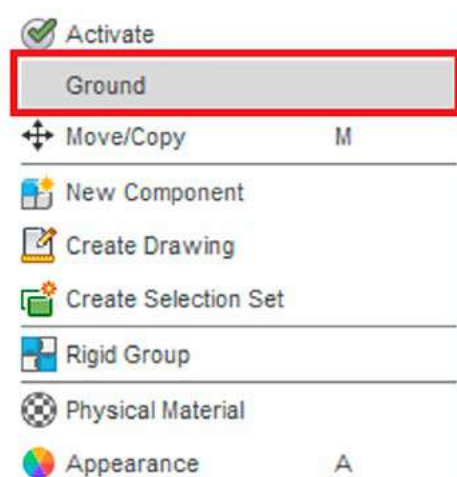 Activate
Ground
Move/Copy M
New Component
Create Drawing
Create Selection Set
Rigid Group
Physical Material
Appearance A